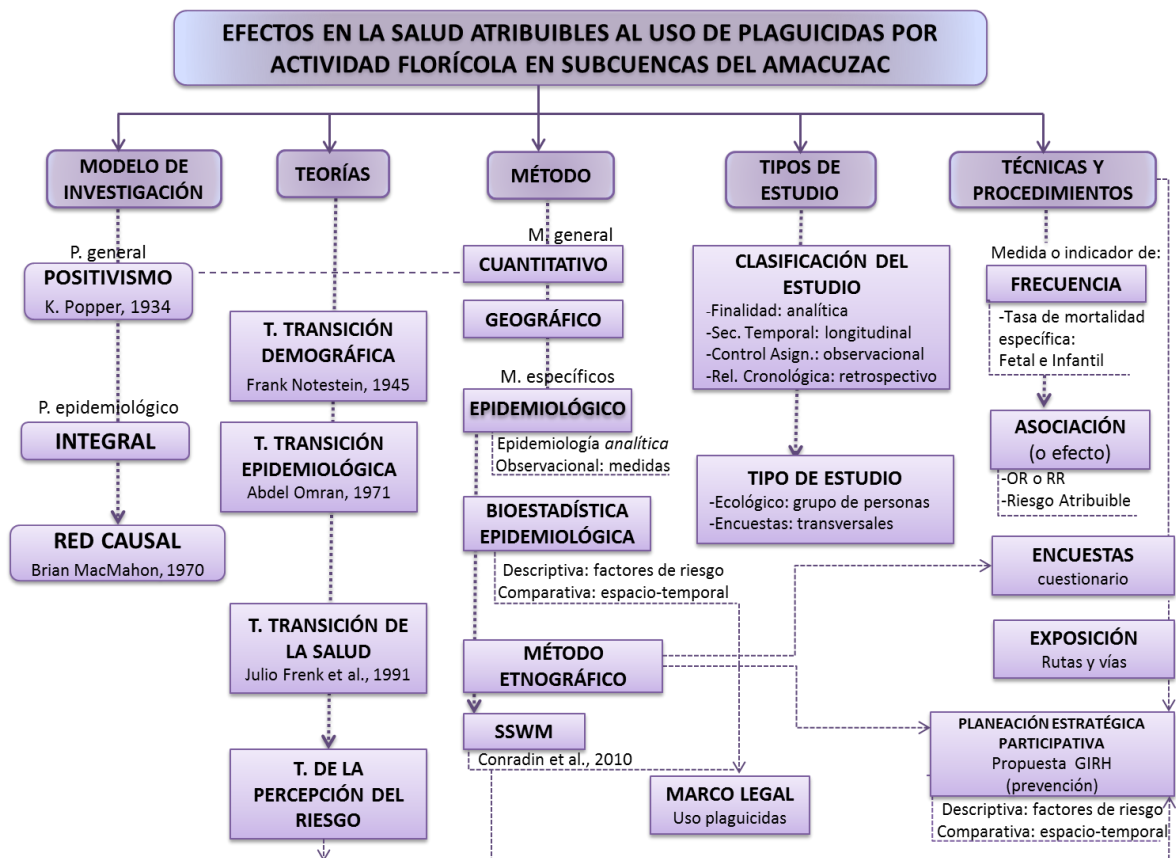 EFECTOS EN LA SALUD ATRIBUIBLES AL USO DE PLAGUICIDAS POR
ACTIVIDAD FLORÍCOLA EN SUBCUENCAS DEL AMACUZAC
MODELO DE
INVESTIGACIÓN
P. general
POSITIVISMO
K. Popper, 1934
P. epidemiológico
INTEGRAL
RED CAUSAL
Brian MacMahon, 1970
TEORÍAS
T. TRANSICIÓN
DEMOGRÁFICA
Frank Notestein, 1945
T. TRANSICIÓN
EPIDEMIOLÓGICA
Abdel Omran, 1971
T. TRANSICIÓN DE
LA SALUD
Julio Frenk et al., 1991
T. DE LA
PERCEPCIÓN DEL
RIESGO
MÉTODO
M. general
CUANTITATIVO
GEOGRÁFICO
M. específicos
EPIDEMIOLÓGICO
Epidemiología analítica
Observacional: medidas
BIOESTADÍSTICA
EPIDEMIOLÓGICA
Descriptiva: factores de riesgo
Comparativa: espacio-temporal
MÉTODO
ETNOGRÁFICO
SSWM
Conradin et al., 2010
TIPOS DE
ESTUDIO
CLASIFICACIÓN DEL
ESTUDIO
-Finalidad: analítica
-Sec. Temporal: longitudinal
-Control Asign.: observacional
-Rel. Cronológica: retrospectivo
TIPO DE ESTUDIO
-Ecológico: grupo de personas
-Encuestas: transversales
MARCO LEGAL
Uso plaguicidas
TÉCNICAS Y
PROCEDIMIENTOS
Medida o indicador de:
FRECUENCIA
-Tasa de mortalidad
específica:
Fetal e Infantil
ASOCIACIÓN
(o efecto)
-OR o RR
-Riesgo Atribuible
ENCUESTAS
cuestionario
EXPOSICIÓN
Rutas y vías
PLANEACIÓN ESTRATÉGICA
PARTICIPATIVA
Propuesta GIRH
(prevención)
Descriptiva: factores de riesgo
Comparativa: espacio-temporal